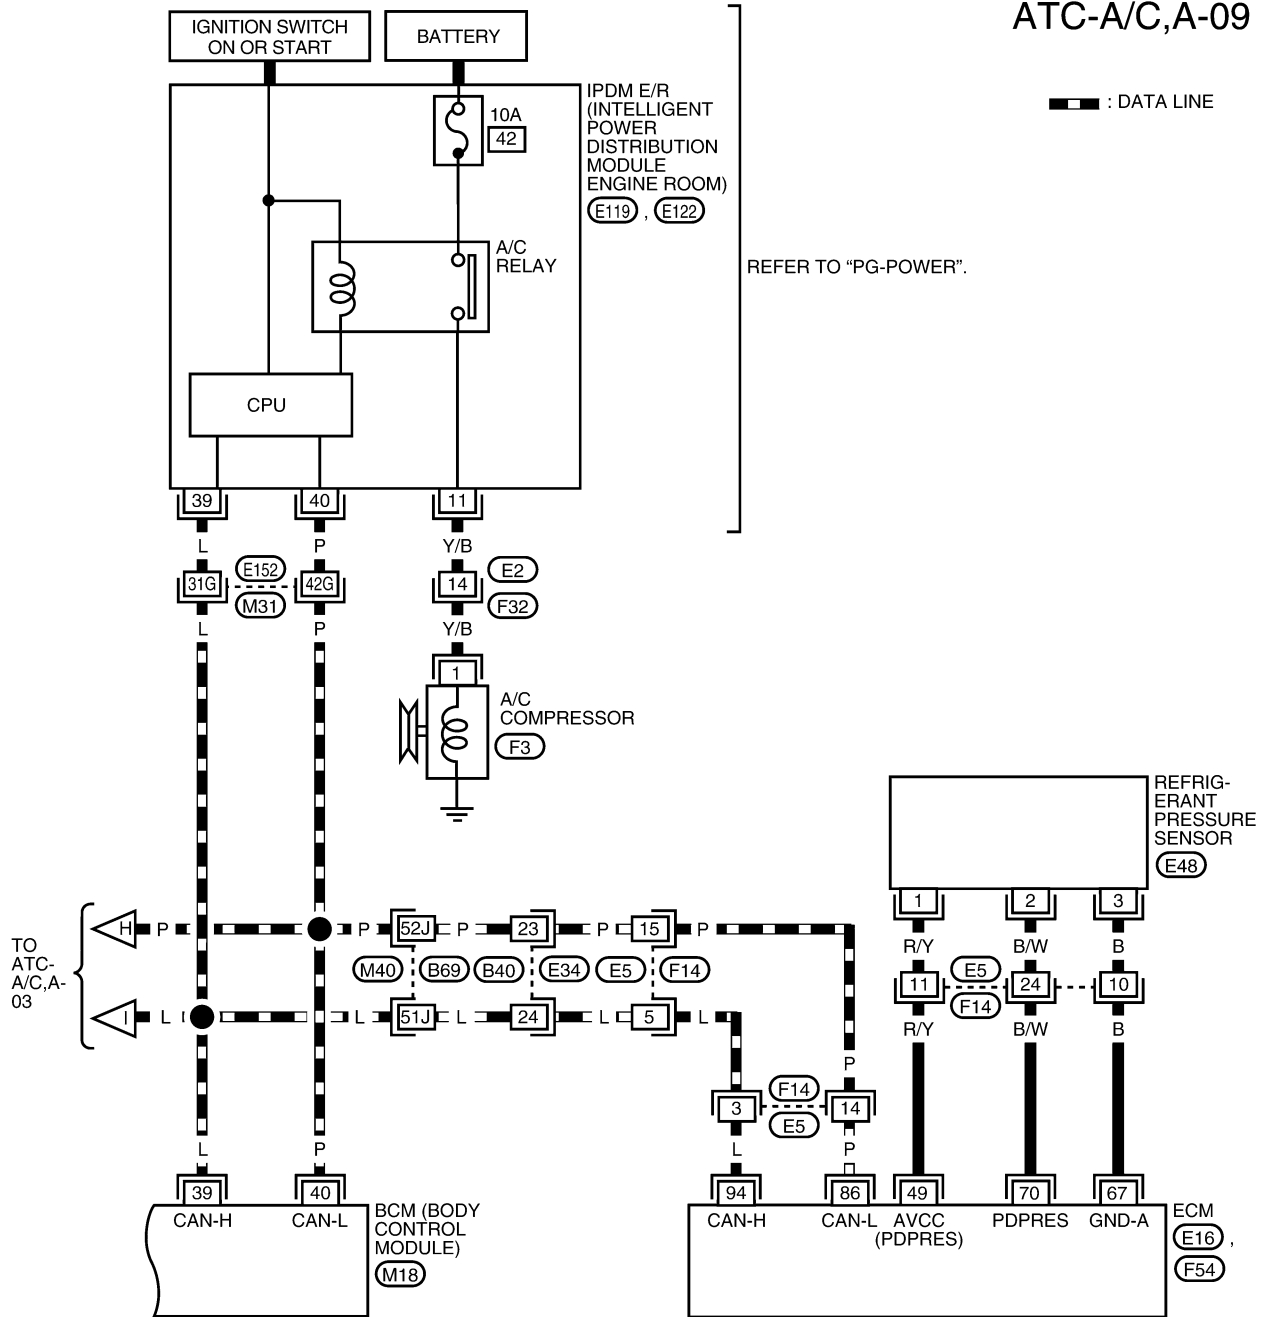 ATC-A/C,A-09
IGNITION SWITCH
ON OR START
BATTERY
: DATA LINE
10A
42
IPDM E/R
(INTELLIGENT
POWER
DISTRIBUTION
MODULE
ENGINE ROOM)
E119 , E122
A/C
RELAY
REFER TO “PG-POWER”.
CPU
39 40 11
L P Y/B
31G E152 42G 14 E2
M31 F32
L P Y/B
1
A/C
COMPRESSOR
F3
REFRIG-
ERANT
PRESSURE
SENSOR
E48
1 2 3
R/Y B/W B
11 E5 24 10
F14
R/Y B/W B
TO
ATC-
A/C,A-
03
H P P 52J P 23 P 15 P
M40 B69 B40 E34 E5 F14
I L L 51J L 24 L 5 L
P
3 F14 14
E5
L P L P
39 40 94 86 49 70 67
CAN-H CAN-L
BCM (BODY
CONTROL
MODULE)
M18
CAN-H CAN-L AVCC
(PDPRES)
PDPRES GND-A
ECM
E16 ,
F54